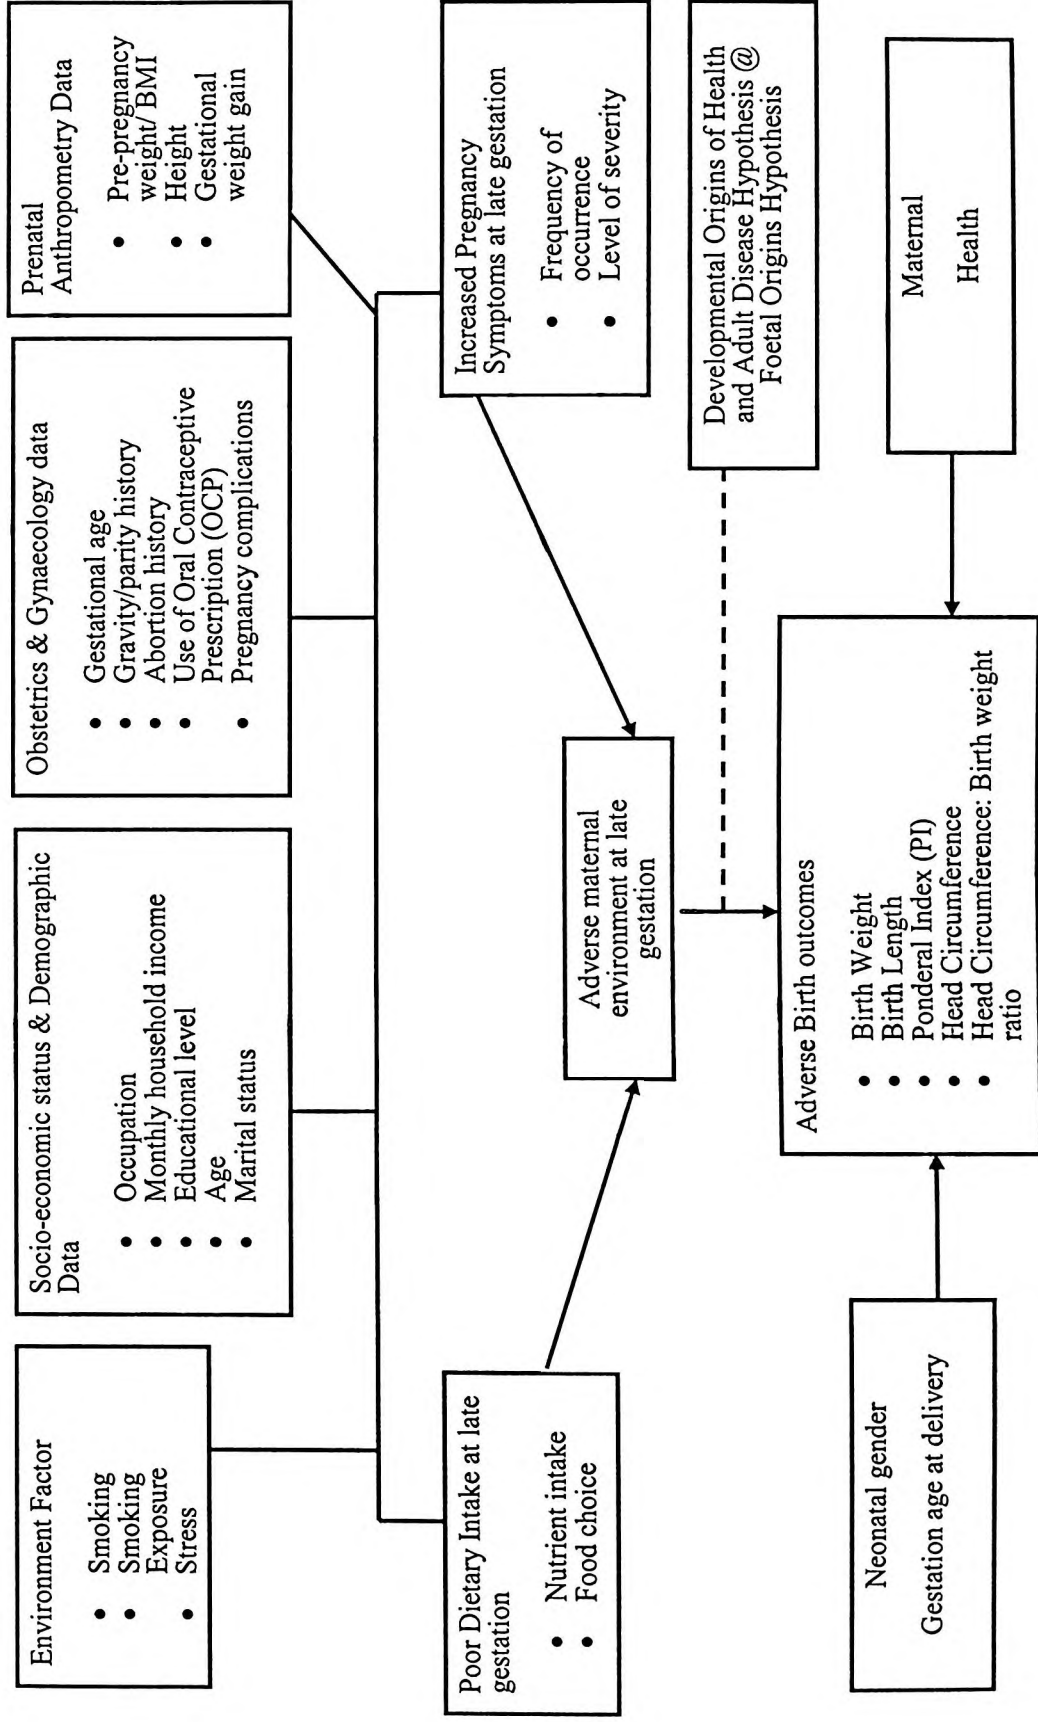 Environment Factor
• Smoking
• Smoking
Exposure
• Stress
Socio-economic status & Demographic
Data
• Occupation
• Monthly household income
• Educational level
• Age
• Marital status
Obstetrics & Gynaecology data
• Gestational age
• Gravity/parity history
• Abortion history
• Use of Oral Contraceptive
Prescription (OCP)
• Pregnancy complications
Prenatal
Anthropometry Data
• Pre-pregnancy
weight/ BMI
• Height
• Gestational
weight gain
Poor Dietary Intake at late
gestation
• Nutrient intake
• Food choice
Increased Pregnancy
Symptoms at late gestation
• Frequency of
occurrence
• Level of severity
Adverse maternal
environment at late
gestation
Developmental Origins of Health
and Adult Disease Hypothesis @
Foetal Origins Hypothesis
Neonatal gender
Gestation age at delivery
Adverse Birth outcomes
• Birth Weight
• Birth Length
• Ponderal Index (PI)
• Head Circumference
• Head Circumference: Birth weight
ratio
Maternal
Health